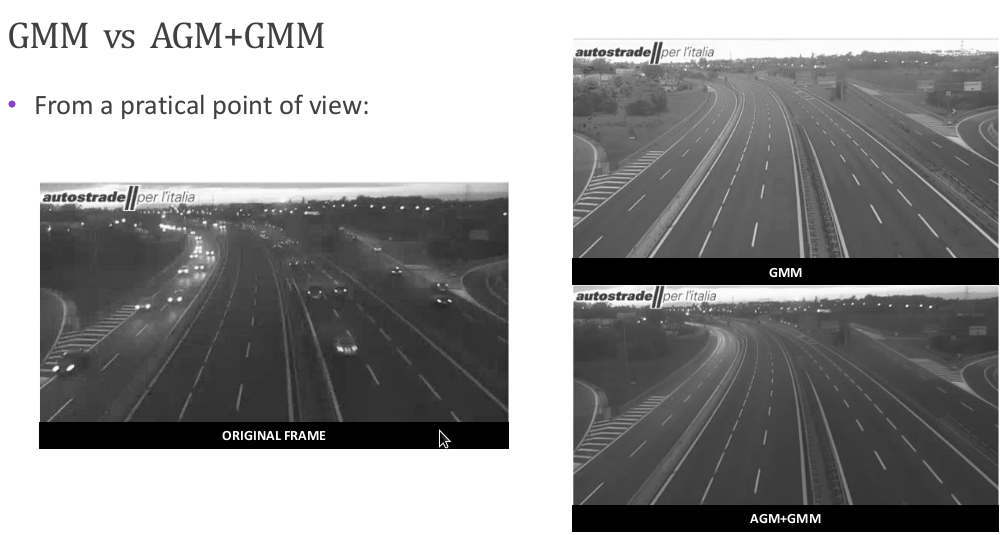 GMM vs AGM+GMM
• From a pratical point of view:
autostrade per l'italia
ORIGINAL FRAME
autostrade per l'italia
GMM
autostrade per l'italia
AGM+GMM